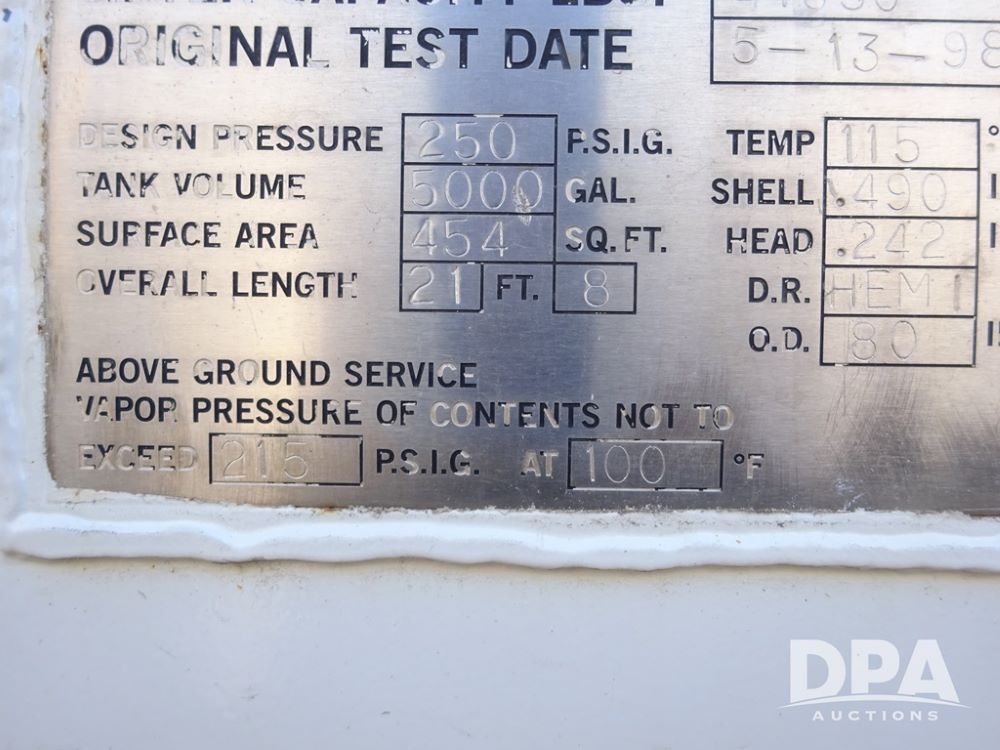 ORIGINAL TEST DATE 5-13-98
DESIGN PRESSURE 250 P.S.I.G. TEMP 115 °
TANK VOLUME 5000 GAL. SHELL .490
SURFACE AREA 454 SQ. FT. HEAD .242
OVERALL LENGTH 21 FT. 8 D.R. HEMI
O.D. 80
ABOVE GROUND SERVICE
VAPOR PRESSURE OF CONTENTS NOT TO
EXCEED 215 P.S.I.G. AT 100 °F
DPA
AUCTIONS